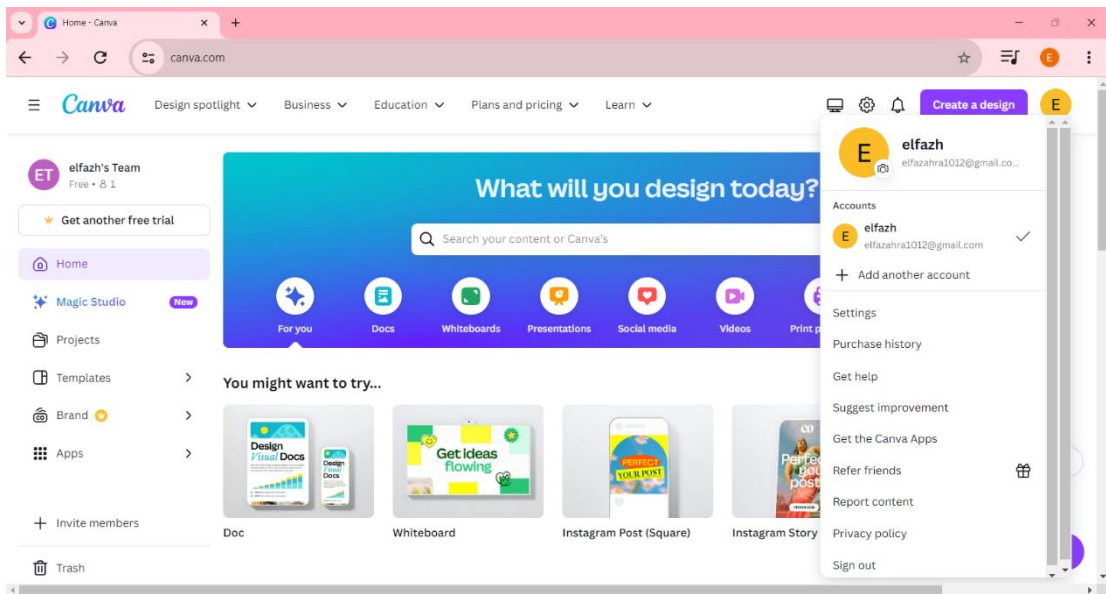 Home - Canva
canva.com
E
Canva
Design spotlight
Business
Education
Plans and pricing
Learn
Create a design
E
ET
elfazh's Team
Free • 1
Get another free trial
Home
Magic Studio
New
Projects
Templates
Brand
Apps
Invite members
Trash
What will you design today?
Search your content or Canva's
For you
Docs
Whiteboards
Presentations
Social media
Videos
Print
You might want to try...
Design
Visual Docs
Design
Visual
Docs
Doc
Get ideas
flowing
Whiteboard
PERFECT
YOUR POST
Instagram Post (Square)
Instagram Story
E
elfazh
elfazahra1012@gmail.co...
Accounts
E
elfazh
elfazahra1012@gmail.com
Add another account
Settings
Purchase history
Get help
Suggest improvement
Get the Canva Apps
Refer friends
Report content
Privacy policy
Sign out